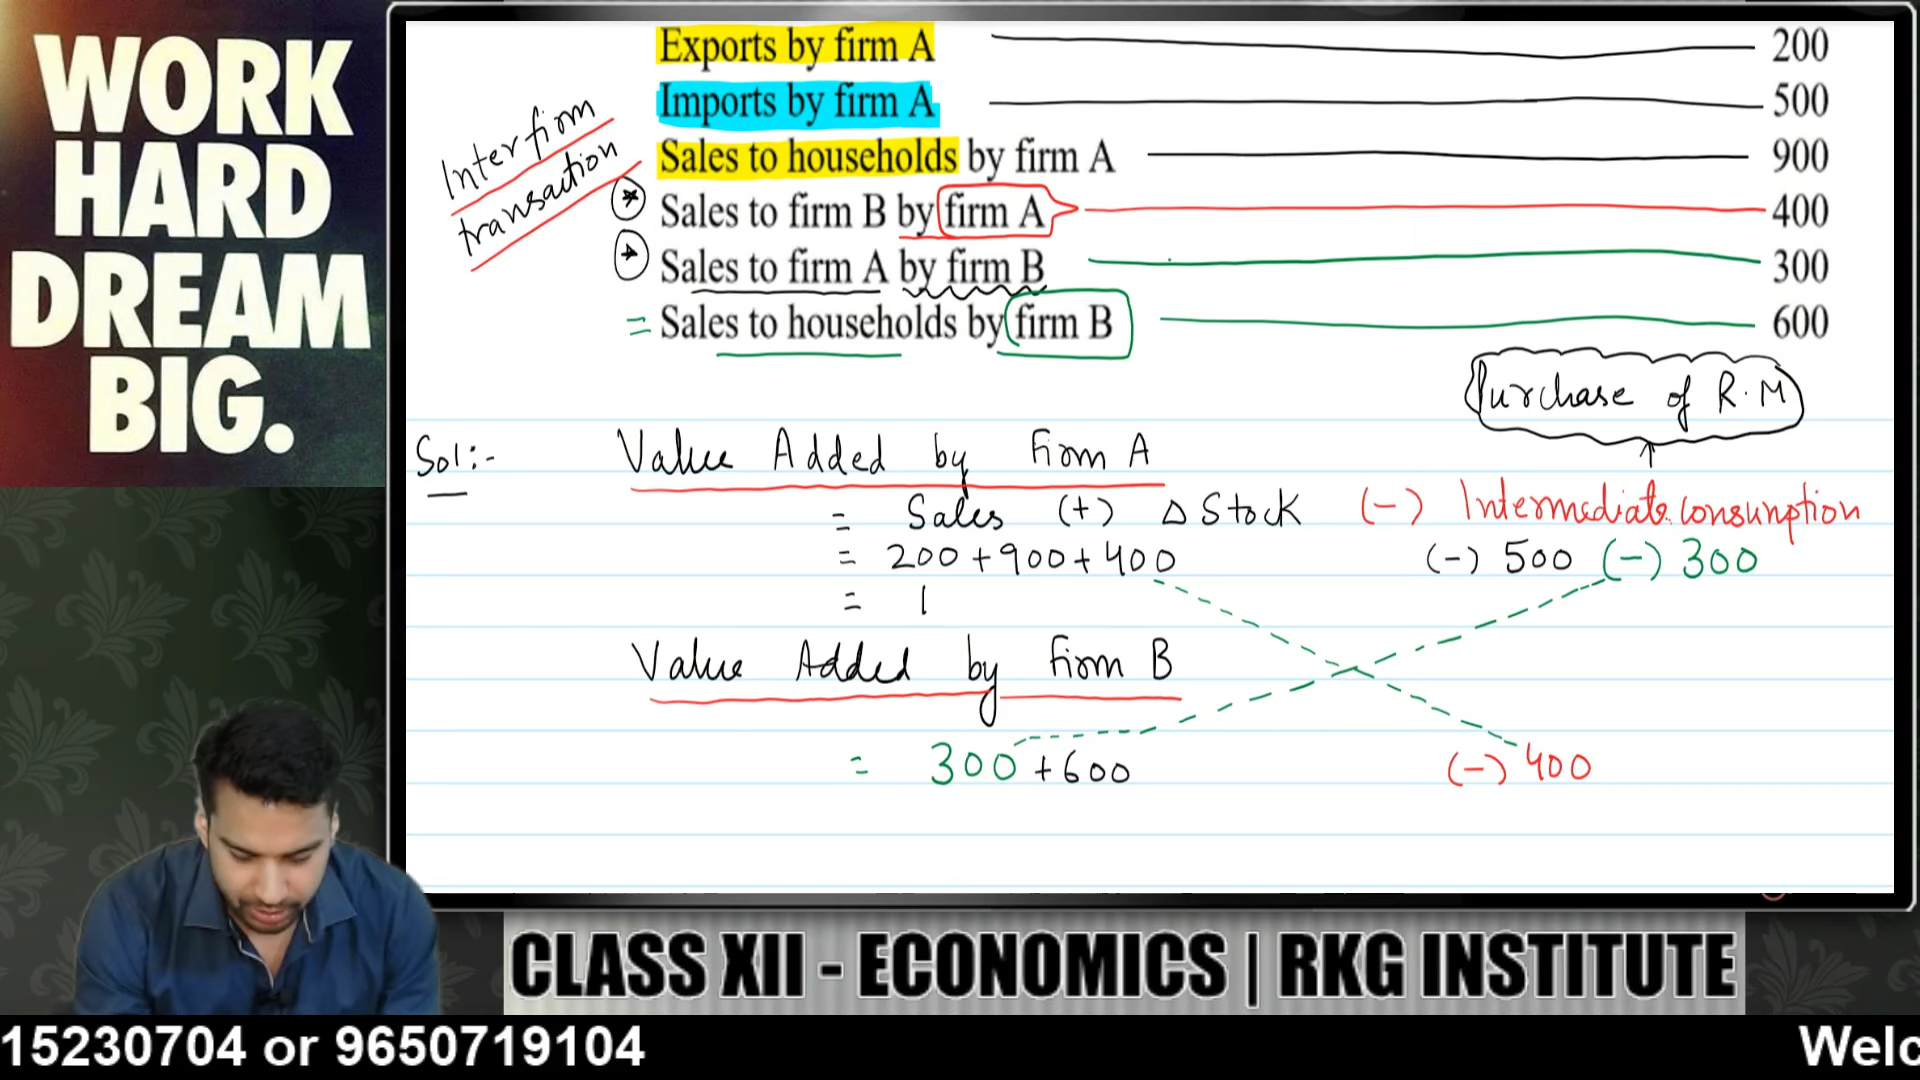 WORK
HARD
DREAM
BIG.
Exports by firm A 200
Imports by firm A 500
Sales to households by firm A 900
Sales to firm B by firm A 400
Sales to firm A by firm B 300
= Sales to households by firm B 600
Interfirm
transaction
Purchase of R.M
Sol:-
Value Added by Firm A
= Sales (+) Δ Stock (-) Intermediate consumption
= 200 + 900 + 400 (-) 500 (-) 300
= 1
Value Added by Firm B
= 300 + 600 (-) 400
CLASS XII - ECONOMICS | RKG INSTITUTE
15230704 or 9650719104
Welc